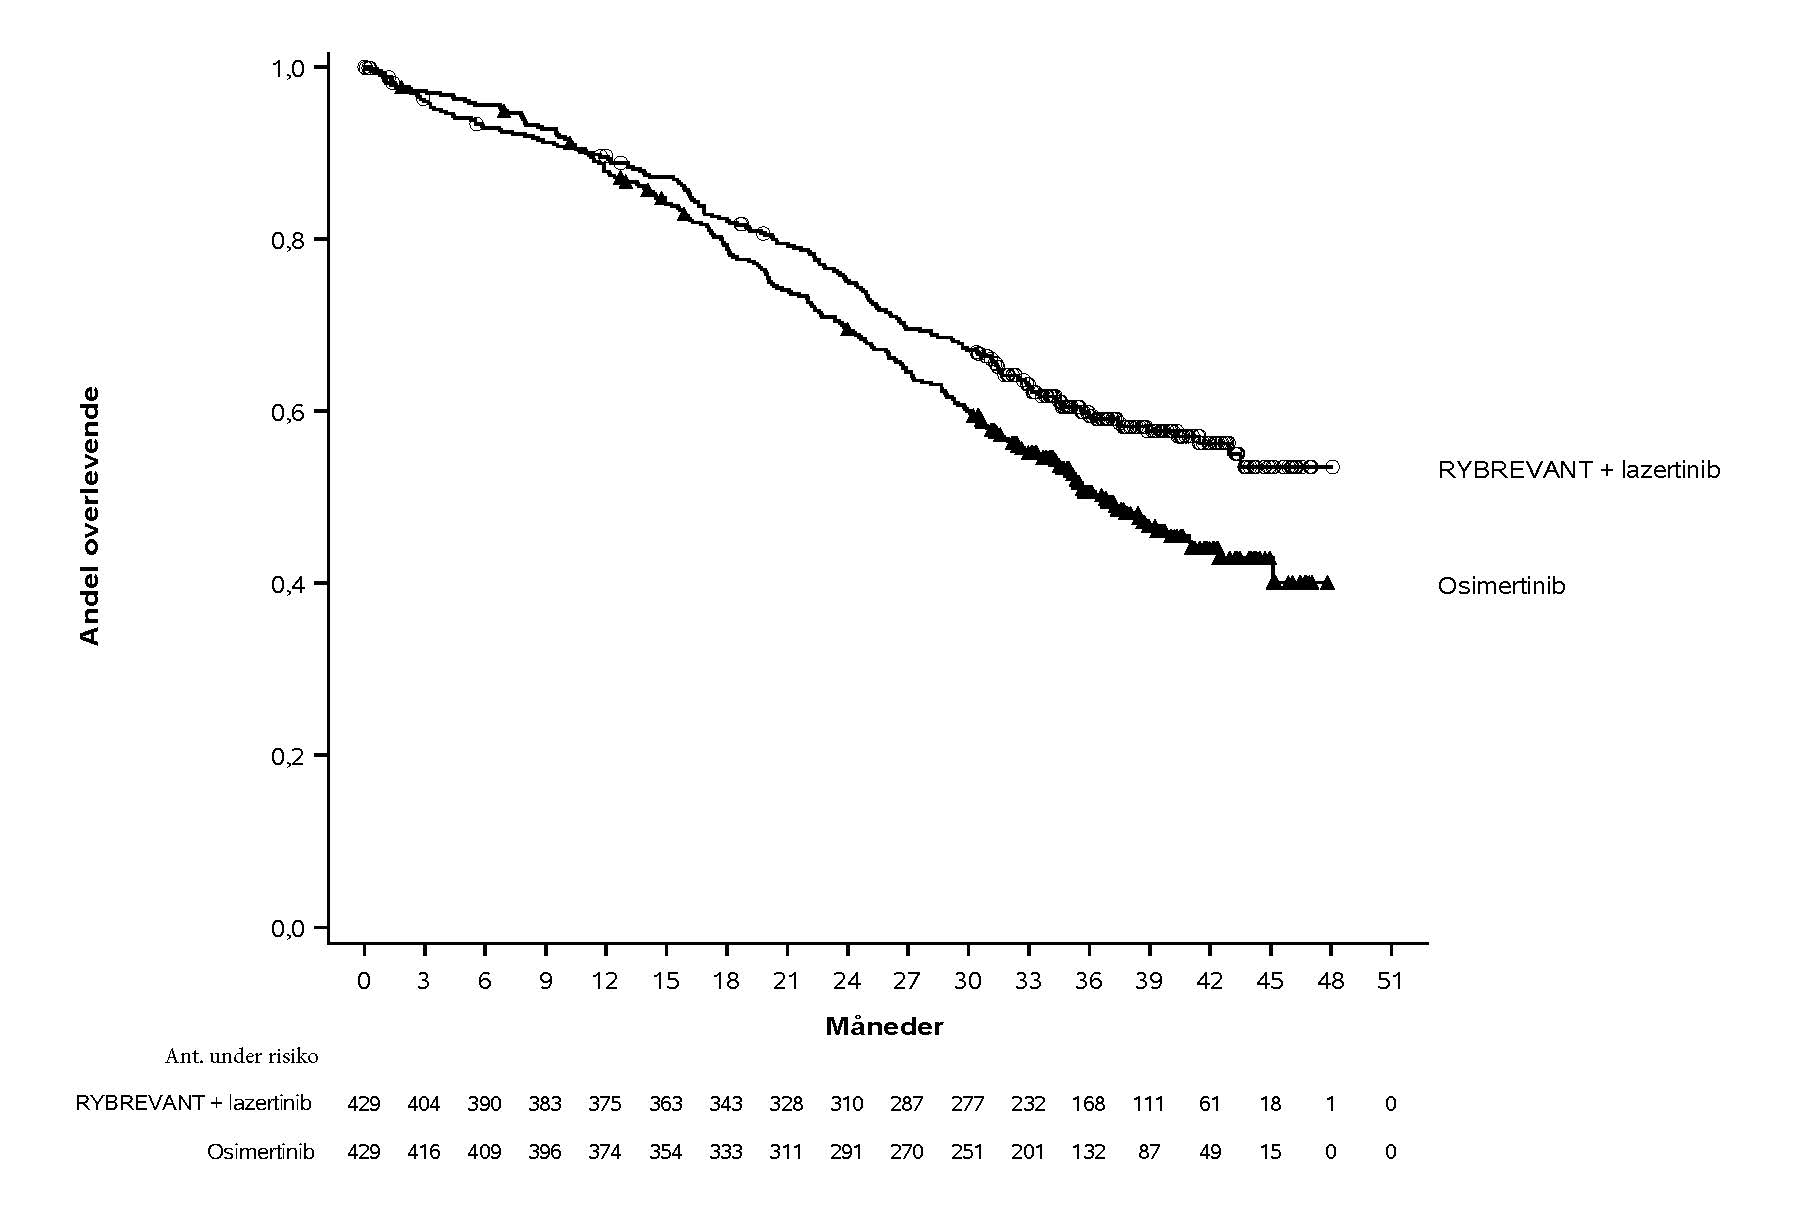 1,0
0,8
0,6
0,4
0,2
0,0
Andel overlevende
RYBREVANT + lazertinib
Osimertinib
0 3 6 9 12 15 18 21 24 27 30 33 36 39 42 45 48 51
Måneder
Ant. under risiko
RYBREVANT + lazertinib 429 404 390 383 375 363 343 328 310 287 277 232 168 111 61 18 1 0
Osimertinib 429 416 409 396 374 354 333 311 291 270 251 201 132 87 49 15 0 0